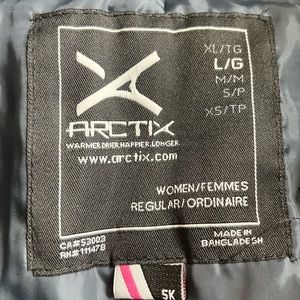 XL/TG
L/G
M/M
S/P
XS/TP
ARCTIX
WARMER.DRIER.HAPPIER.LONGER.
www.arctix.com
WOMEN/FEMMES
REGULAR/ORDINAIRE
CA#53003
RN#111478
MADE IN
BANGLADESH
5K